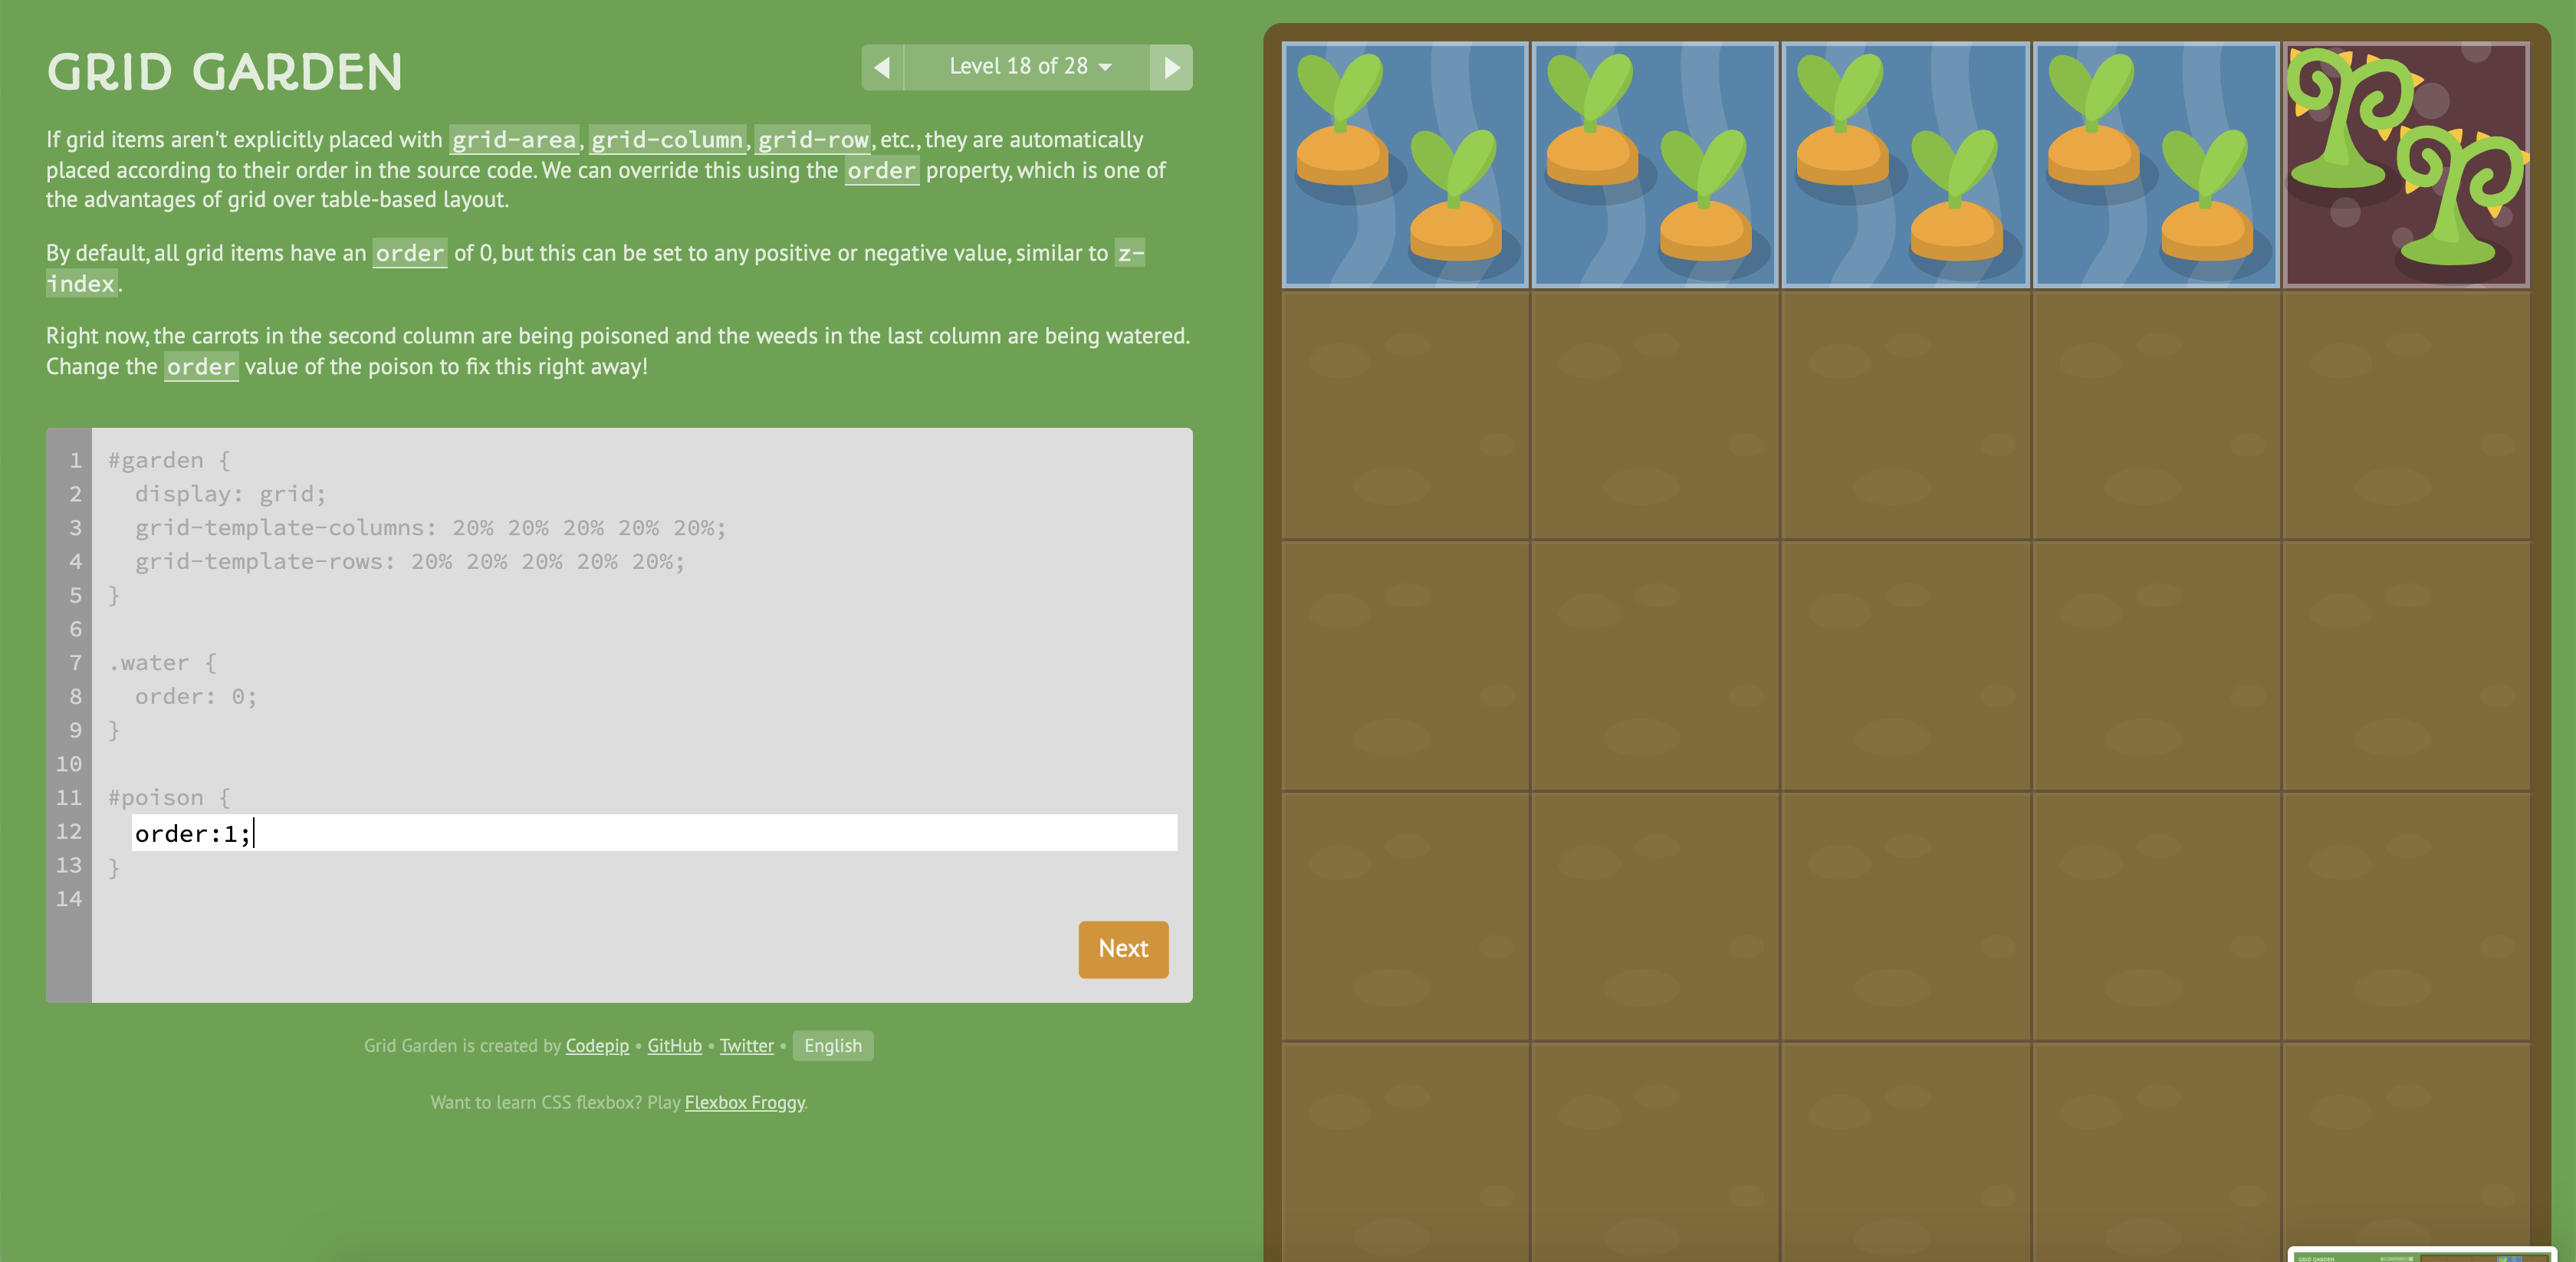 GRID GARDEN
Level 18 of 28
If grid items aren't explicitly placed with grid-area, grid-column, grid-row, etc., they are automatically
placed according to their order in the source code. We can override this using the order property, which is one of
the advantages of grid over table-based layout.
By default, all grid items have an order of 0, but this can be set to any positive or negative value, similar to z-
index.
Right now, the carrots in the second column are being poisoned and the weeds in the last column are being watered.
Change the order value of the poison to fix this right away!
1 #garden {
2 display: grid;
3 grid-template-columns: 20% 20% 20% 20% 20%;
4 grid-template-rows: 20% 20% 20% 20% 20%;
5 }
6
7 .water {
8 order: 0;
9 }
10
11 #poison {
12 order:1;
13 }
14
Next
Grid Garden is created by Codepip • GitHub • Twitter • English
Want to learn CSS flexbox? Play Flexbox Froggy.
GRID GARDEN